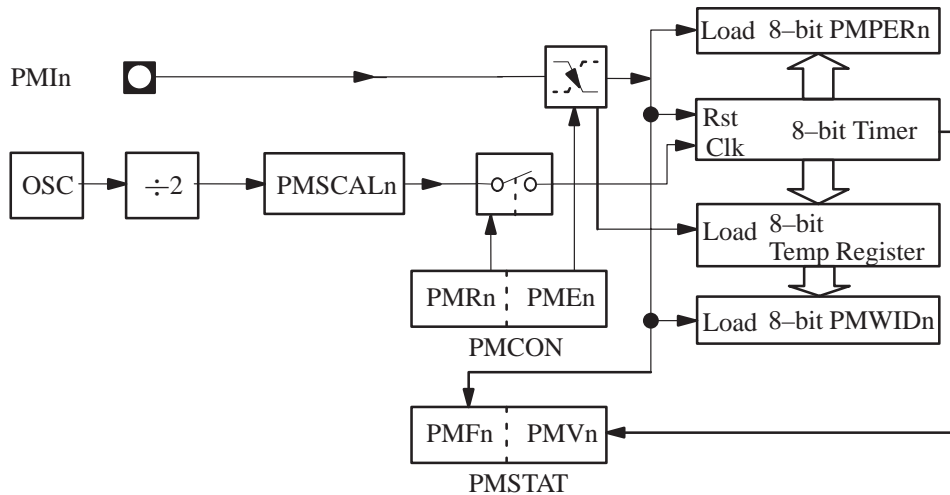 Load 8–bit PMPERn
PMIn
Rst
8–bit Timer
Clk
OSC
÷2
PMSCALn
Load 8–bit
Temp Register
PMRn PMEn
PMCON
Load 8–bit PMWIDn
PMFn PMVn
PMSTAT